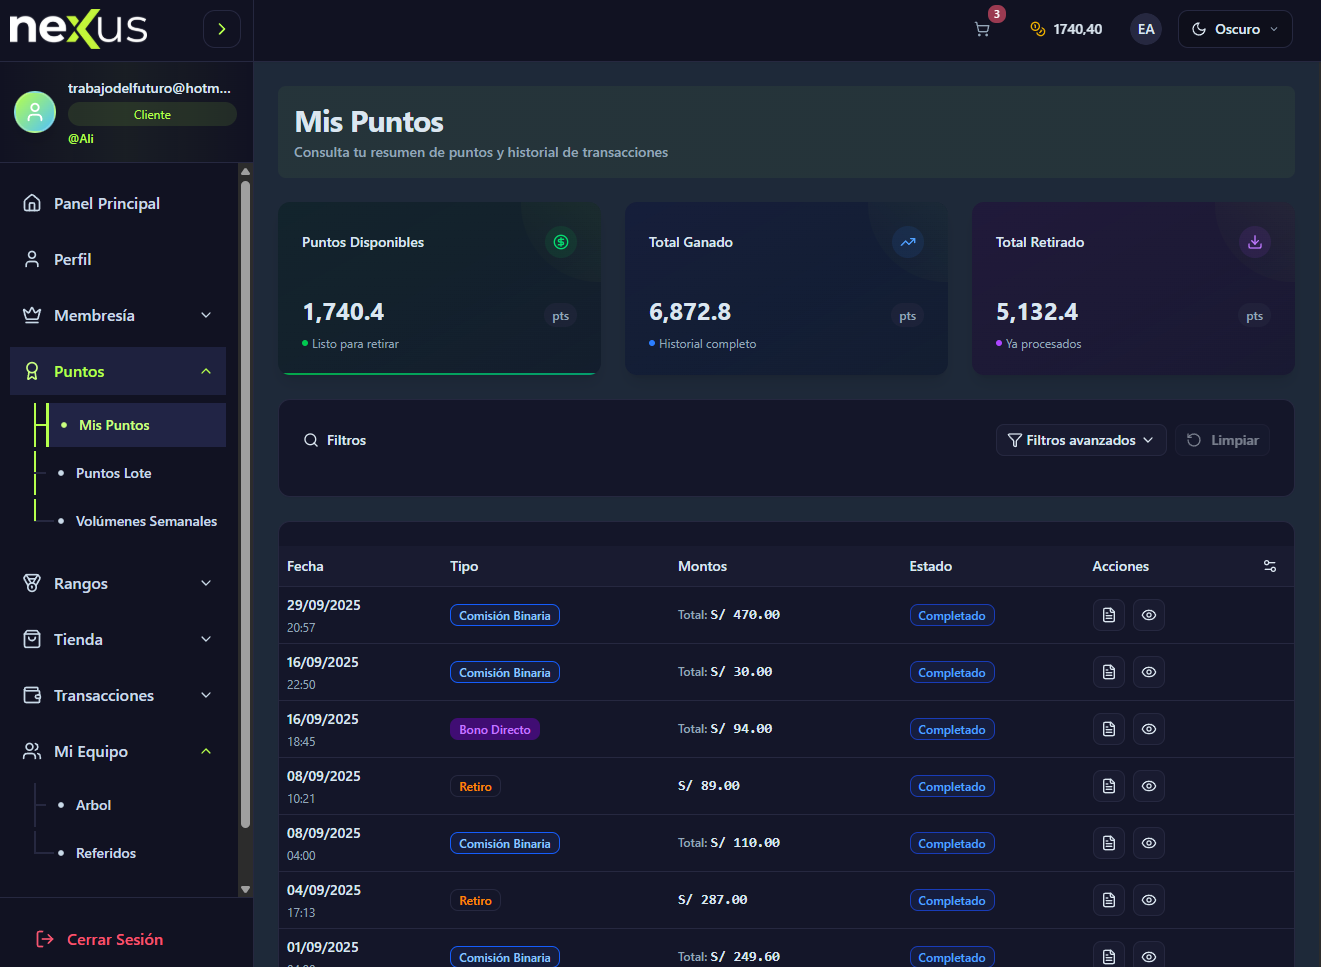 nexus
trabajodelfuturo@hotm...
Cliente
@Ali
Panel Principal
Perfil
Membresía
Puntos
Mis Puntos
Puntos Lote
Volúmenes Semanales
Rangos
Tienda
Transacciones
Mi Equipo
Arbol
Referidos
Cerrar Sesión
3
1740,40
EA
Oscuro
Mis Puntos
Consulta tu resumen de puntos y historial de transacciones
Puntos Disponibles
1,740.4 pts
Listo para retirar
Total Ganado
6,872.8 pts
Historial completo
Total Retirado
5,132.4 pts
Ya procesados
Filtros
Filtros avanzados
Limpiar
Fecha Tipo Montos Estado Acciones
29/09/2025
20:57
Comisión Binaria
Total: S/ 470.00
Completado
16/09/2025
22:50
Comisión Binaria
Total: S/ 30.00
Completado
16/09/2025
18:45
Bono Directo
Total: S/ 94.00
Completado
08/09/2025
10:21
Retiro
S/ 89.00
Completado
08/09/2025
04:00
Comisión Binaria
Total: S/ 110.00
Completado
04/09/2025
17:13
Retiro
S/ 287.00
Completado
01/09/2025
Comisión Binaria
Total: S/ 249.60
Completado